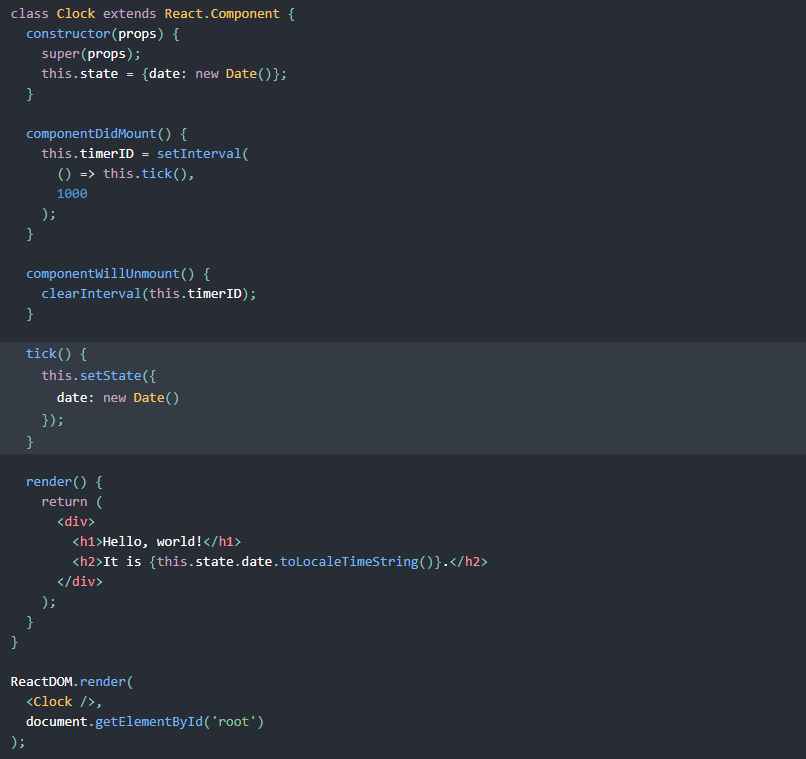 class Clock extends React.Component {
  constructor(props) {
    super(props);
    this.state = {date: new Date()};
  }

  componentDidMount() {
    this.timerID = setInterval(
      () => this.tick(),
      1000
    );
  }

  componentWillUnmount() {
    clearInterval(this.timerID);
  }

  tick() {
    this.setState({
      date: new Date()
    });
  }

  render() {
    return (
      <div>
        <h1>Hello, world!</h1>
        <h2>It is {this.state.date.toLocaleTimeString()}.</h2>
      </div>
    );
  }
}

ReactDOM.render(
  <Clock />,
  document.getElementById('root')
);